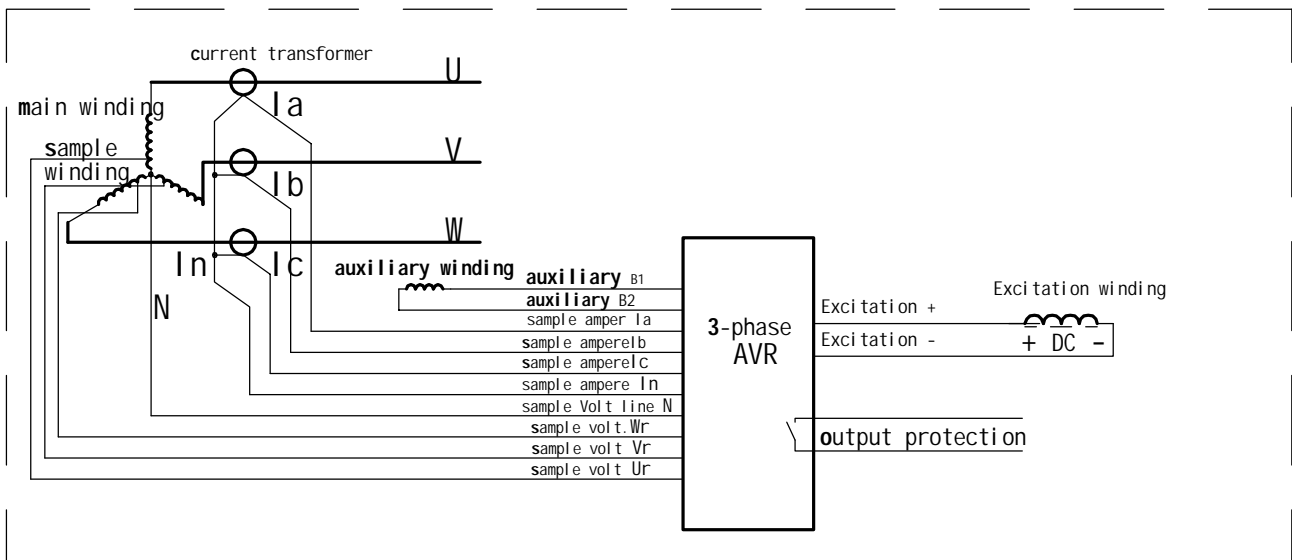 current transformer
U
main winding
Ia
sample
winding
V
Ib
W
In
Ic
N
auxiliary winding
auxiliary B1
auxiliary B2
sample amper Ia
sample ampereIb
sample ampereIc
sample ampere In
sample Volt line N
sample volt.Wr
sample volt Vr
sample volt Ur
3-phase
AVR
Excitation +
Excitation -
Excitation winding
+ DC -
output protection